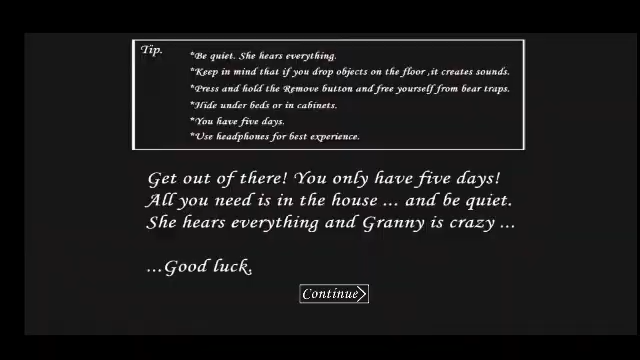 Tip.
*Be quiet. She hears everything.
*Keep in mind that if you drop objects on the floor ,it creates sounds.
*Press and hold the Remove button and free yourself from bear traps.
*Hide under beds or in cabinets.
*You have five days.
*Use headphones for best experience.
Get out of there! You only have five days!
All you need is in the house ... and be quiet.
She hears everything and Granny is crazy ...
...Good luck.
Continue